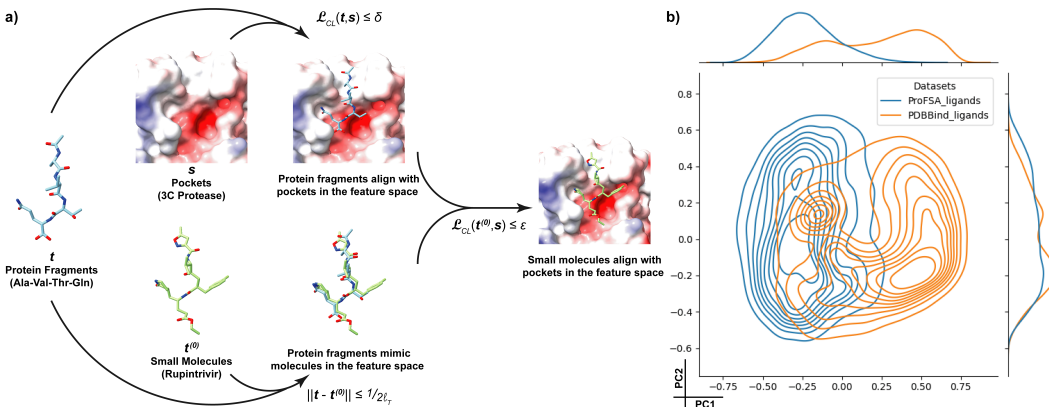 a)
ℒCL(t,s) ≤ δ
s
Pockets
(3C Protease)
Protein fragments align with
pockets in the feature space
t
Protein Fragments
(Ala-Val-Thr-Gln)
ℒCL(t(0),s) ≤ ε
Small molecules align with
pockets in the feature space
t(0)
Small Molecules
(Rupintrivir)
Protein fragments mimic
molecules in the feature space
||t - t(0)|| ≤ 1/2ℓT
b)
Datasets
ProFSA_ligands
PDBBind_ligands
0.8
0.6
0.4
0.2
0.0
−0.2
−0.4
−0.6
−0.75
−0.50
−0.25
0.00
0.25
0.50
0.75
PC2
PC1